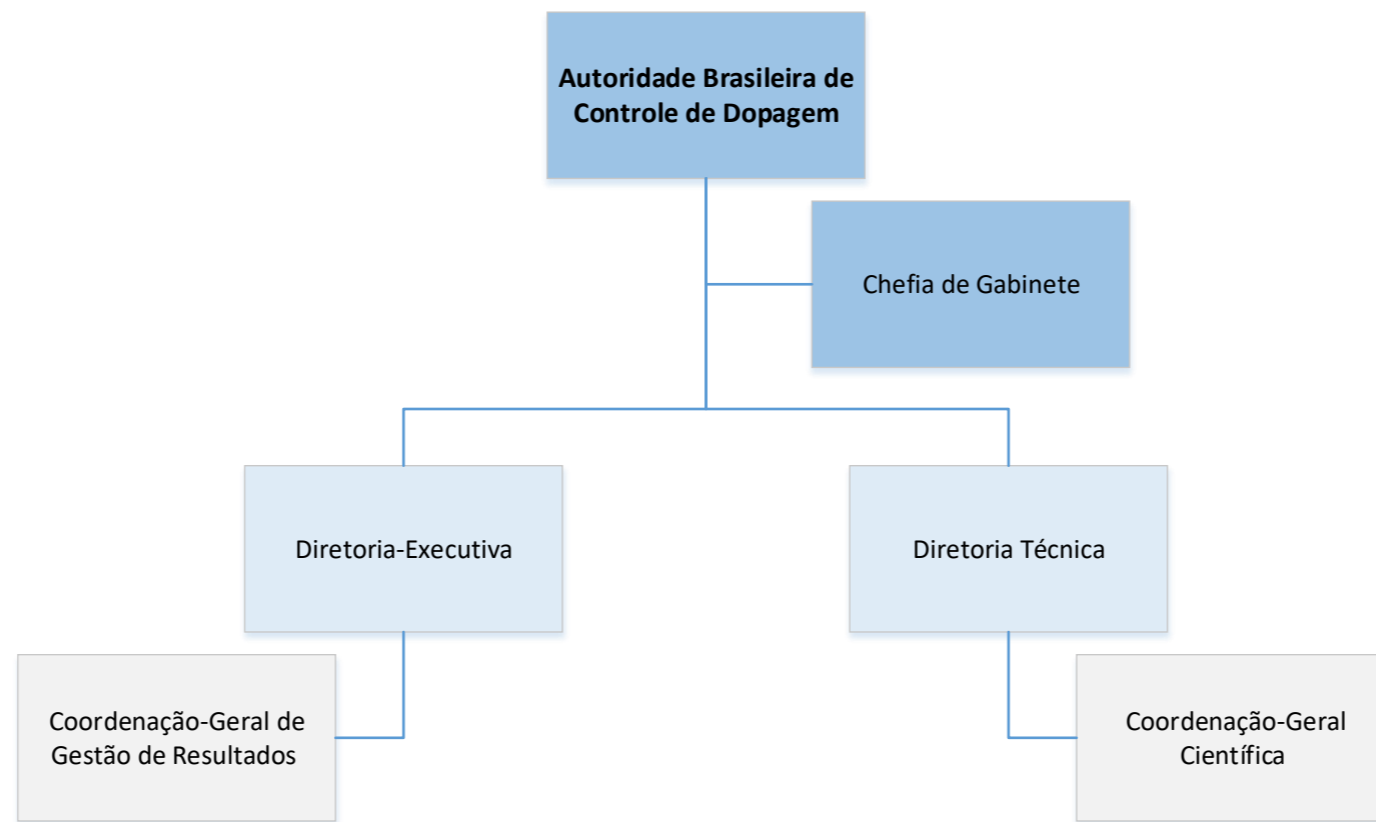 Autoridade Brasileira de
Controle de Dopagem
Chefia de Gabinete
Diretoria-Executiva
Diretoria Técnica
Coordenação-Geral de
Gestão de Resultados
Coordenação-Geral
Científica